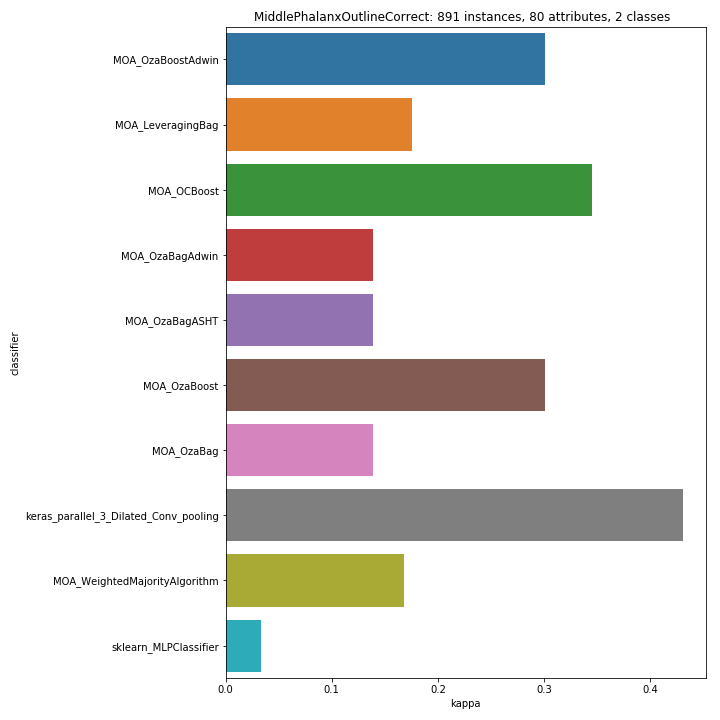 MiddlePhalanxOutlineCorrect: 891 instances, 80 attributes, 2 classes
MOA_OzaBoostAdwin
MOA_LeveragingBag
MOA_OCBoost
MOA_OzaBagAdwin
MOA_OzaBagASHT
classifier
MOA_OzaBoost
MOA_OzaBag
keras_parallel_3_Dilated_Conv_pooling
MOA_WeightedMajorityAlgorithm
sklearn_MLPClassifier
0.0 0.1 0.2 0.3 0.4
kappa